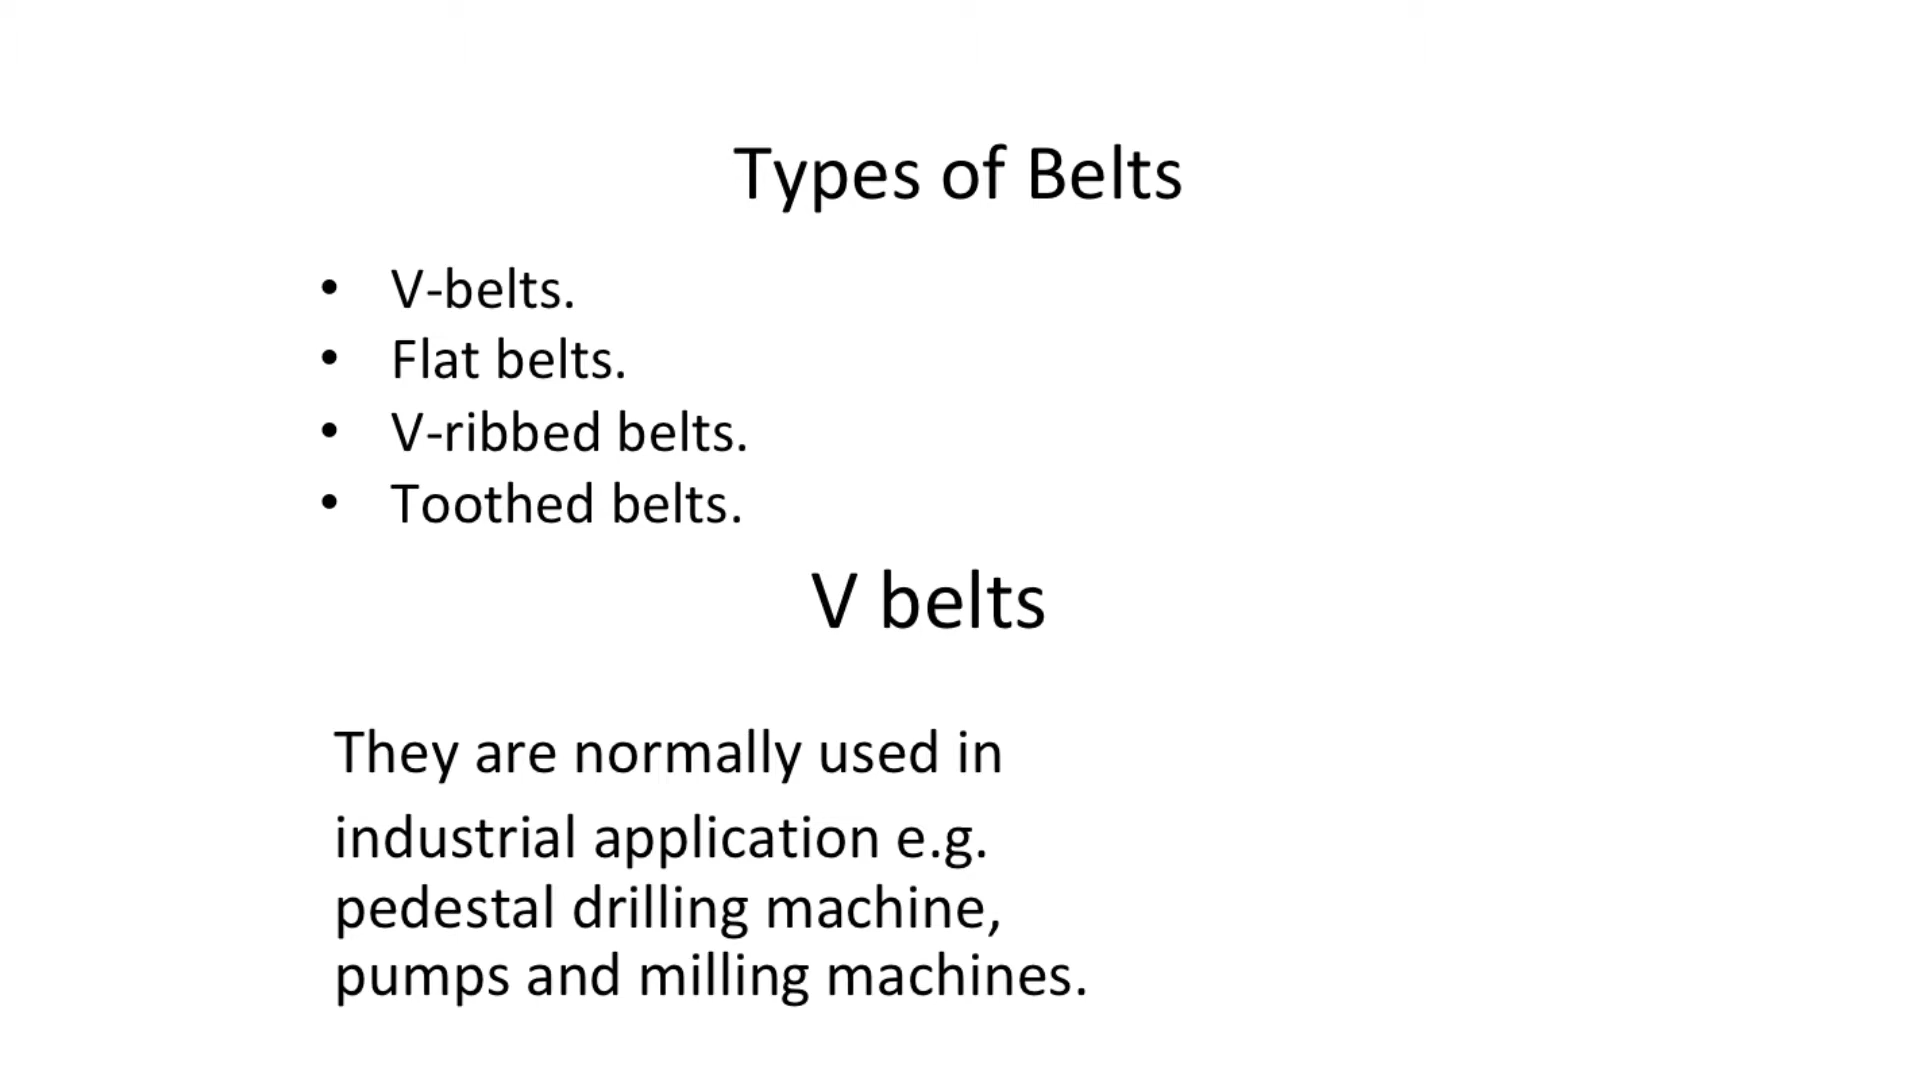 Types of Belts
• V-belts.
• Flat belts.
• V-ribbed belts.
• Toothed belts.
V belts
They are normally used in
industrial application e.g.
pedestal drilling machine,
pumps and milling machines.